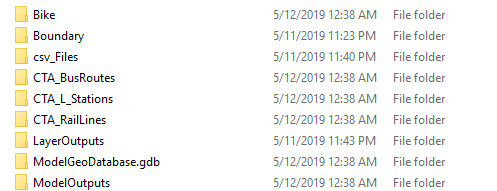 Bike 5/12/2019 12:38 AM File folder
Boundary 5/11/2019 11:23 PM File folder
csv_Files 5/11/2019 11:40 PM File folder
CTA_BusRoutes 5/12/2019 12:38 AM File folder
CTA_L_Stations 5/12/2019 12:38 AM File folder
CTA_RailLines 5/12/2019 12:38 AM File folder
LayerOutputs 5/11/2019 11:43 PM File folder
ModelGeoDatabase.gdb 5/12/2019 12:38 AM File folder
ModelOutputs 5/12/2019 12:38 AM File folder